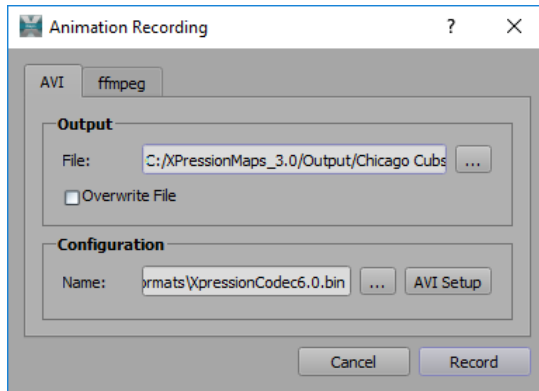 Animation Recording ? X
AVI ffmpeg
Output
File: C:/XPressionMaps_3.0/Output/Chicago Cubs ...
Overwrite File
Configuration
Name: ormats\XpressionCodec6.0.bin ... AVI Setup
Cancel Record